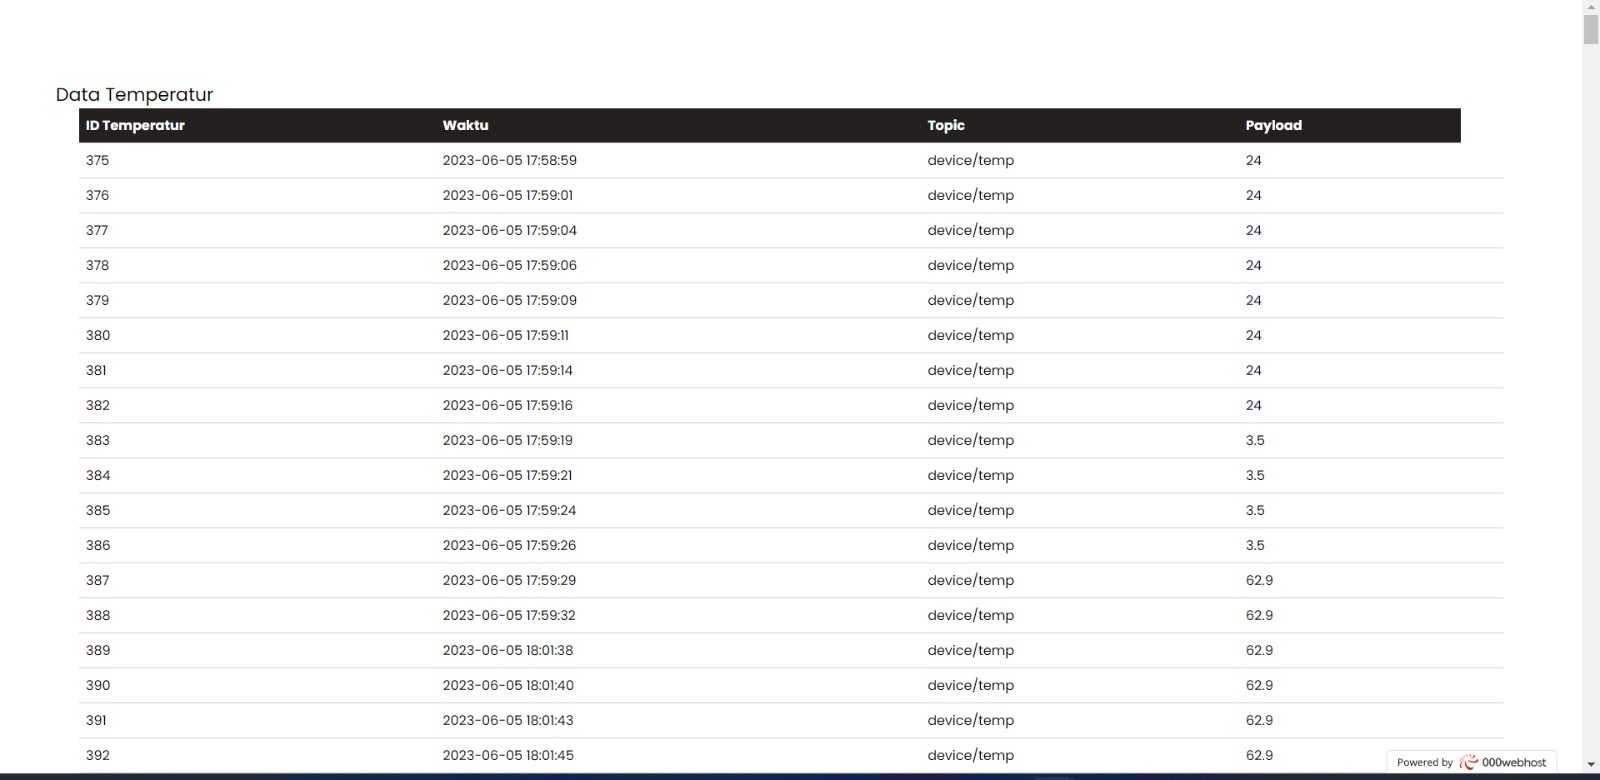 Data Temperatur
ID Temperatur Waktu Topic Payload
375 2023-06-05 17:58:59 device/temp 24
376 2023-06-05 17:59:01 device/temp 24
377 2023-06-05 17:59:04 device/temp 24
378 2023-06-05 17:59:06 device/temp 24
379 2023-06-05 17:59:09 device/temp 24
380 2023-06-05 17:59:11 device/temp 24
381 2023-06-05 17:59:14 device/temp 24
382 2023-06-05 17:59:16 device/temp 24
383 2023-06-05 17:59:19 device/temp 3.5
384 2023-06-05 17:59:21 device/temp 3.5
385 2023-06-05 17:59:24 device/temp 3.5
386 2023-06-05 17:59:26 device/temp 3.5
387 2023-06-05 17:59:29 device/temp 62.9
388 2023-06-05 17:59:32 device/temp 62.9
389 2023-06-05 18:01:38 device/temp 62.9
390 2023-06-05 18:01:40 device/temp 62.9
391 2023-06-05 18:01:43 device/temp 62.9
392 2023-06-05 18:01:45 device/temp 62.9
Powered by 000webhost